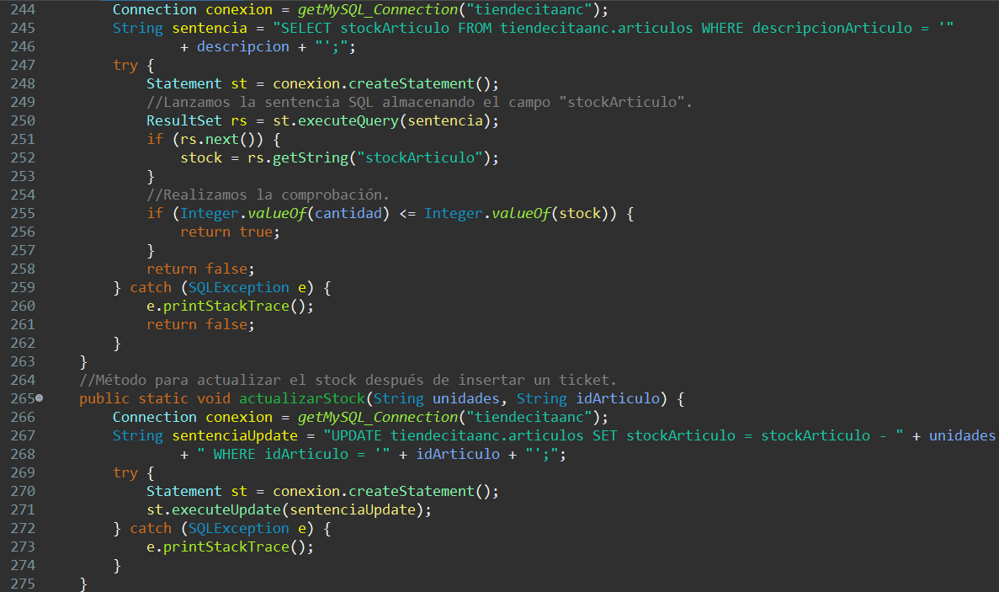 244 Connection conexion = getMySQL_Connection("tiendecitaanc");
245 String sentencia = "SELECT stockArticulo FROM tiendecitaanc.articulos WHERE descripcionArticulo = '"
246 + descripcion + "';";
247 try {
248 Statement st = conexion.createStatement();
249 //Lanzamos la sentencia SQL almacenando el campo "stockArticulo".
250 ResultSet rs = st.executeQuery(sentencia);
251 if (rs.next()) {
252 stock = rs.getString("stockArticulo");
253 }
254 //Realizamos la comprobación.
255 if (Integer.valueOf(cantidad) <= Integer.valueOf(stock)) {
256 return true;
257 }
258 return false;
259 } catch (SQLException e) {
260 e.printStackTrace();
261 return false;
262 }
263 }
264 //Método para actualizar el stock después de insertar un ticket.
265 public static void actualizarStock(String unidades, String idArticulo) {
266 Connection conexion = getMySQL_Connection("tiendecitaanc");
267 String sentenciaUpdate = "UPDATE tiendecitaanc.articulos SET stockArticulo = stockArticulo - " + unidades
268 + " WHERE idArticulo = '" + idArticulo + "';";
269 try {
270 Statement st = conexion.createStatement();
271 st.executeUpdate(sentenciaUpdate);
272 } catch (SQLException e) {
273 e.printStackTrace();
274 }
275 }